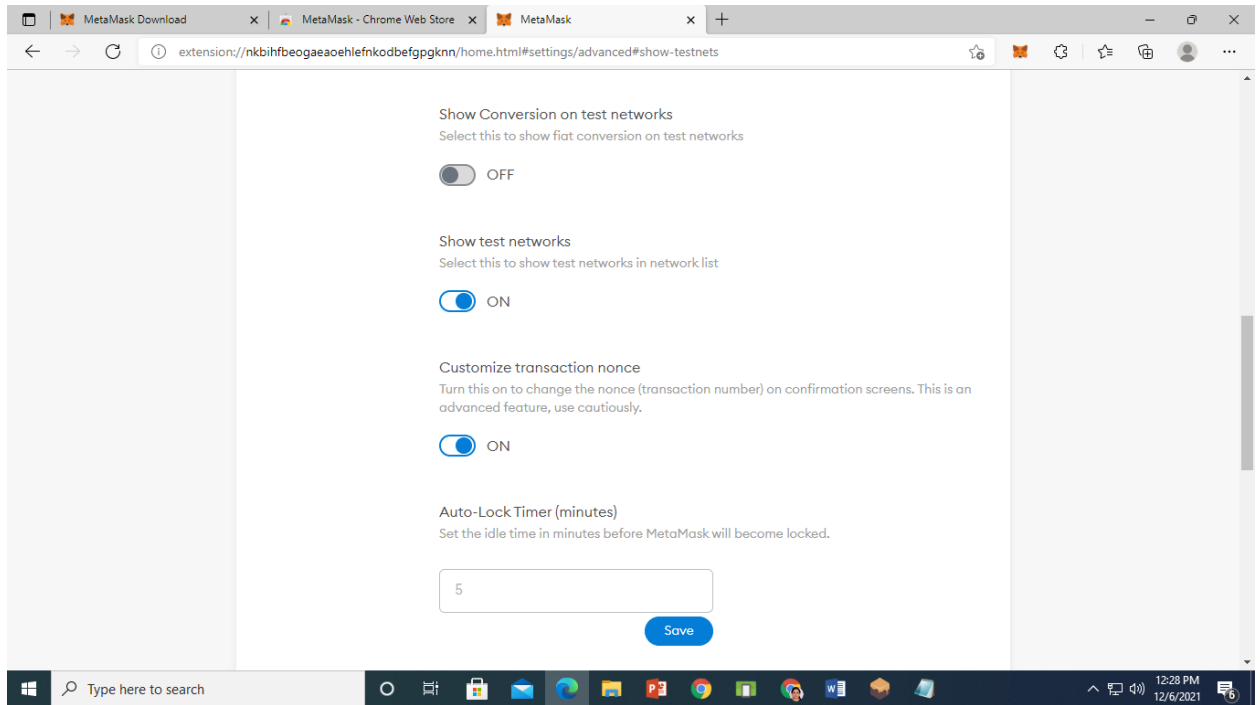 MetaMask Download
MetaMask - Chrome Web Store
MetaMask
extension://nkbihfbeogaeaoehlefnkodbefgpgknn/home.html#settings/advanced#show-testnets
Show Conversion on test networks
Select this to show fiat conversion on test networks
OFF
Show test networks
Select this to show test networks in network list
ON
Customize transaction nonce
Turn this on to change the nonce (transaction number) on confirmation screens. This is an
advanced feature, use cautiously.
ON
Auto-Lock Timer (minutes)
Set the idle time in minutes before MetaMask will become locked.
5
Save
Type here to search
12:28 PM
12/6/2021
6